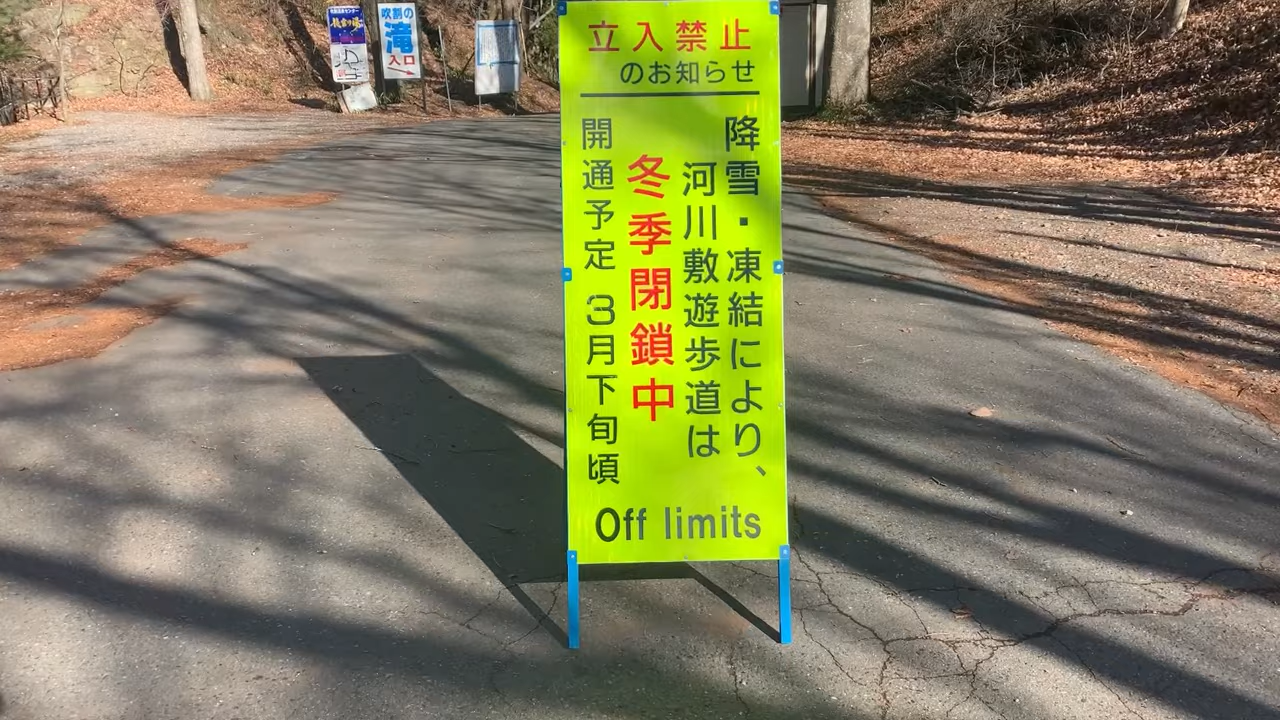 立入禁止
のお知らせ
降雪・凍結により、
河川敷遊歩道は
冬季閉鎖中
開通予定 3月下旬頃
Off limits
吹割の
滝
入口